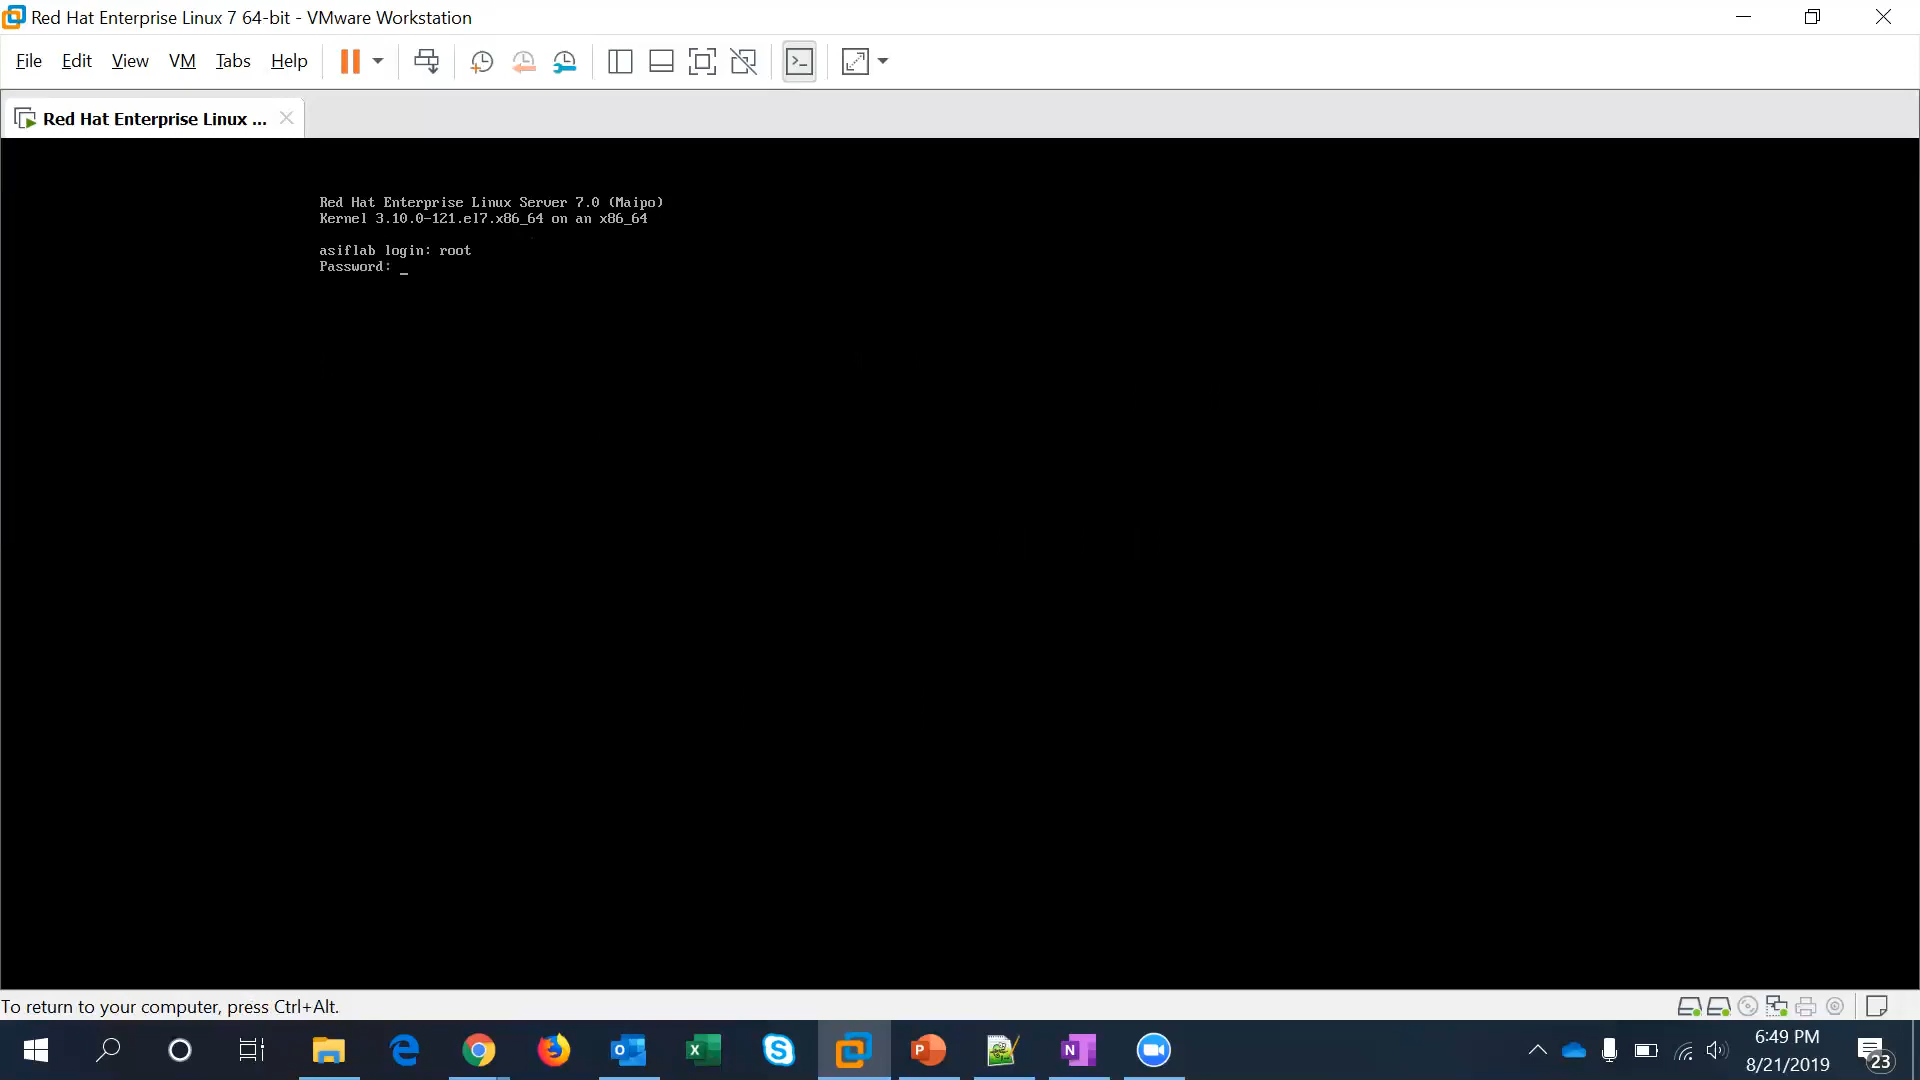 Red Hat Enterprise Linux 7 64-bit - VMware Workstation
File Edit View VM Tabs Help
Red Hat Enterprise Linux ...
Red Hat Enterprise Linux Server 7.0 (Maipo)
Kernel 3.10.0-121.el7.x86_64 on an x86_64
asiflab login: root
Password: _
To return to your computer, press Ctrl+Alt.
6:49 PM
8/21/2019
23